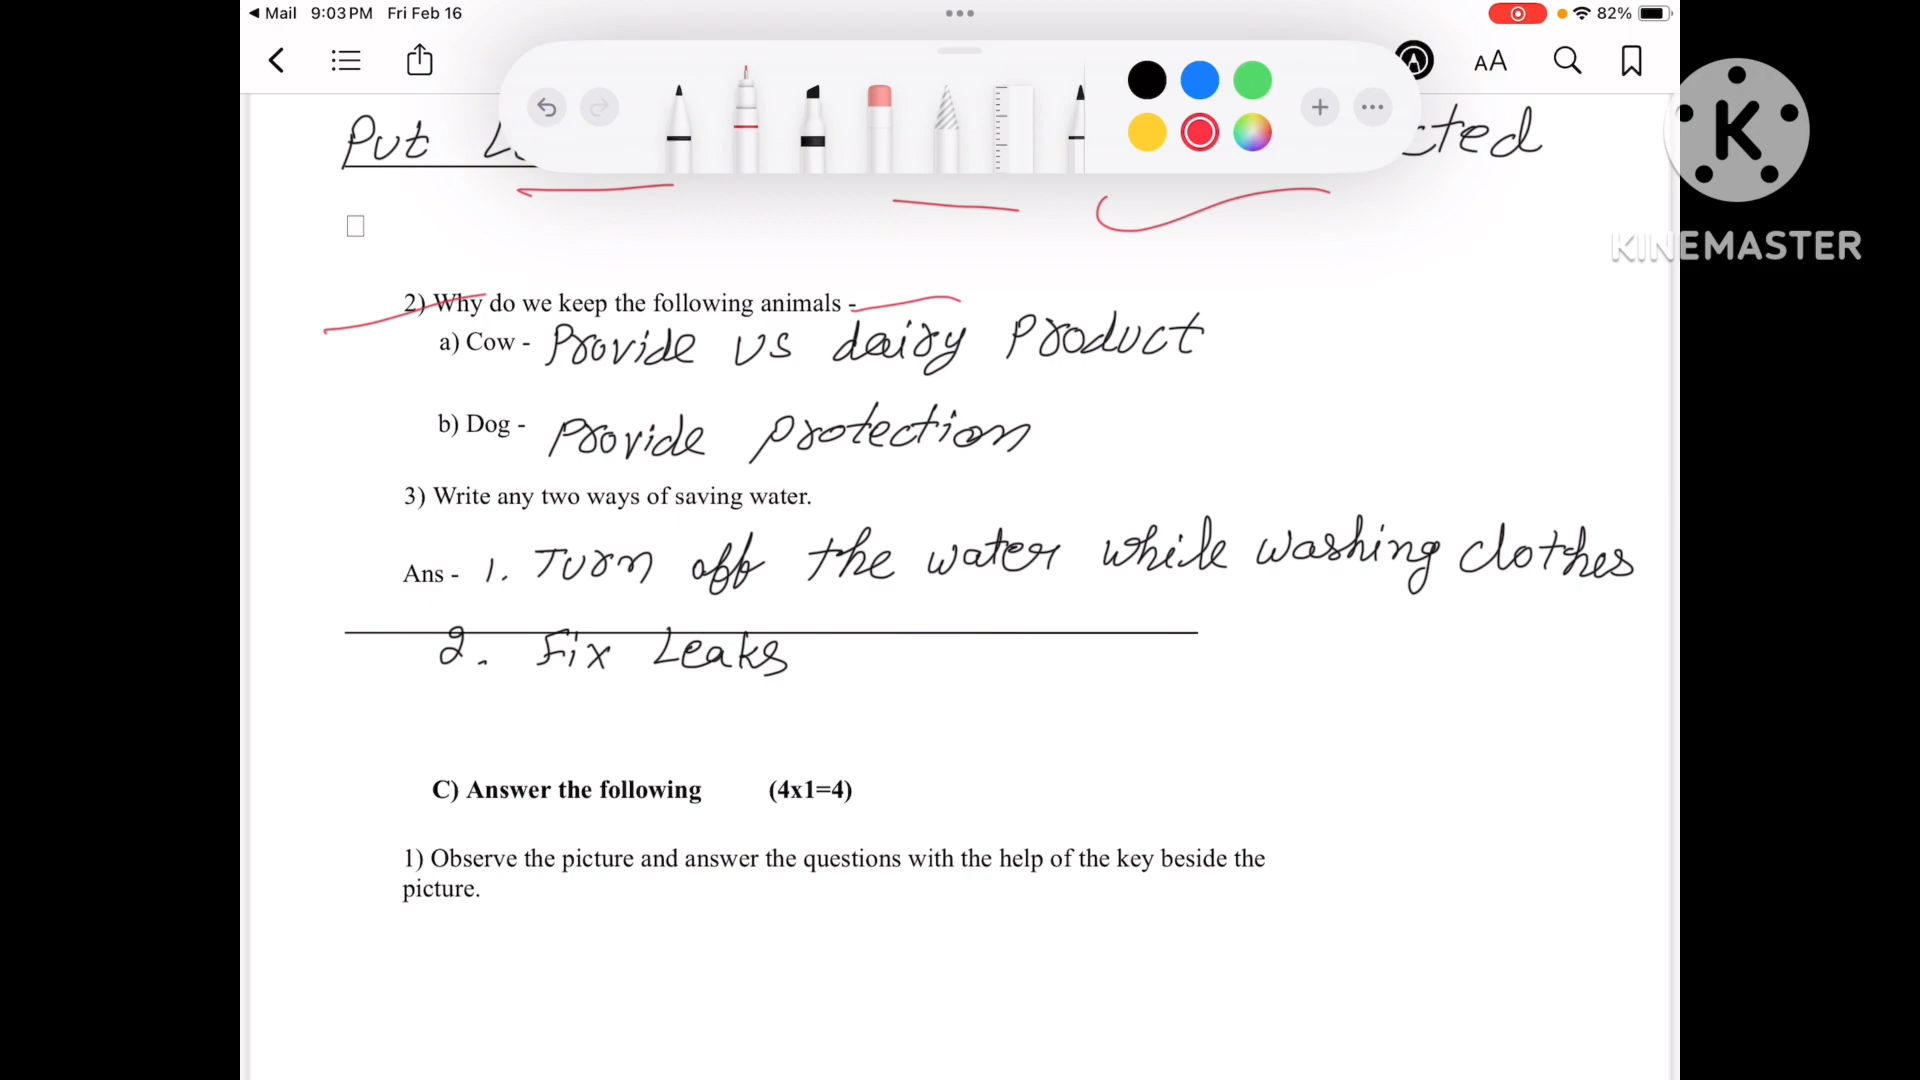 Mail 9:03 PM Fri Feb 16 82%
AA
Put
cted
K
KINEMASTER
2) Why do we keep the following animals -
a) Cow - Provide us dairy Product
b) Dog - Provide protection
3) Write any two ways of saving water.
Ans - 1. Turn off the water while washing clothes
2. Fix Leaks
C) Answer the following (4x1=4)
1) Observe the picture and answer the questions with the help of the key beside the
picture.